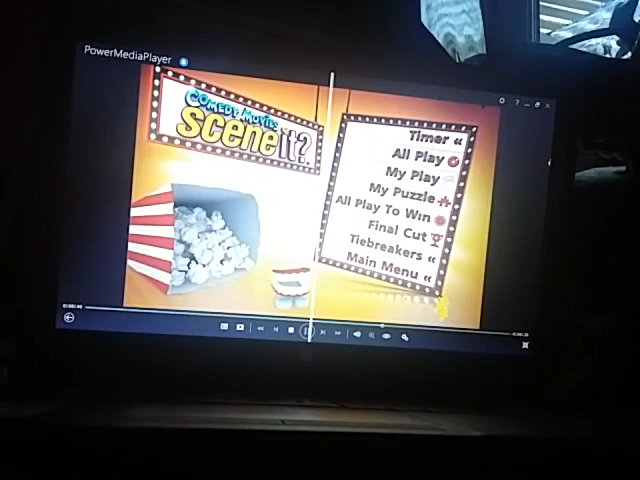 PowerMediaPlayer
COMEDY MOVIES
Scene it?
Timer «
All Play
My Play
My Puzzle
All Play To Win
Final Cut
Tiebreakers «
Main Menu «